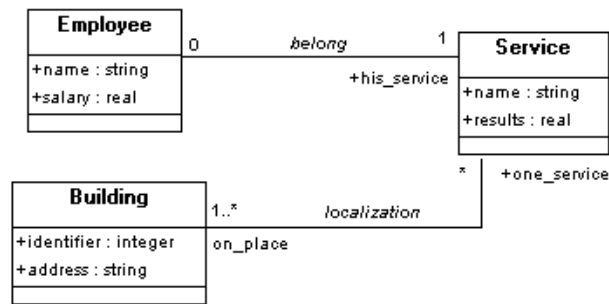 Employee
+name : string
+salary : real
0
belong
1
+his_service
Service
+name : string
+results : real
*
+one_service
Building
+identifier : integer
+address : string
1..*
localization
on_place